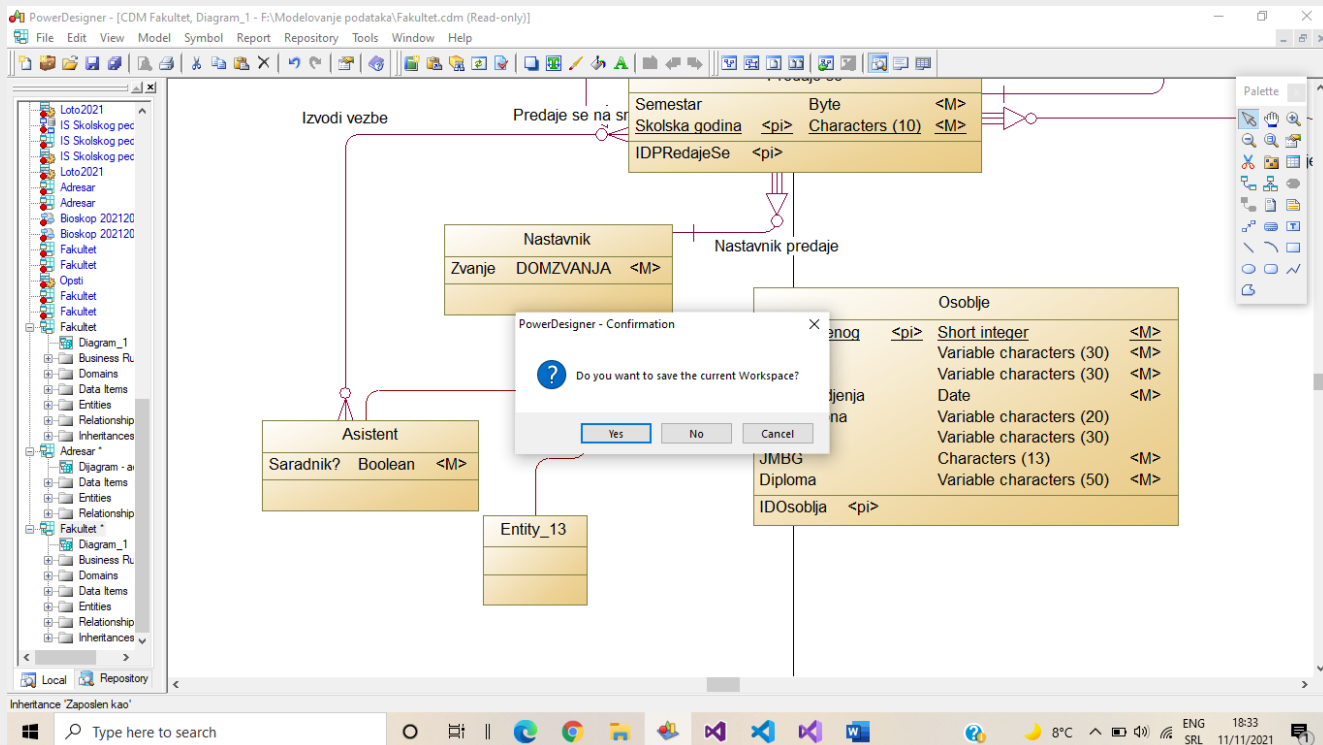 PowerDesigner - [CDM Fakultet, Diagram_1 - F:\Modelovanje podataka\Fakultet.cdm (Read-only)]
File Edit View Model Symbol Report Repository Tools Window Help
Loto2021
IS Skolskog pec
IS Skolskog pec
IS Skolskog pec
Loto2021
Adresar
Adresar
Bioskop 202120
Bioskop 202120
Fakultet
Fakultet
Opsti
Fakultet
Fakultet
Fakultet
Diagram_1
Business Ru
Domains
Data Items
Entities
Relationship
Inheritances
Adresar *
Dijagram - a
Data Items
Entities
Relationship
Fakultet *
Diagram_1
Business Ru
Domains
Data Items
Entities
Relationship
Inheritances
Local Repository
Izvodi vezbe
Predaje se na sr
Predaje se
Semestar Byte <M>
Skolska godina <pi> Characters (10) <M>
IDPRedajeSe <pi>
Nastavnik
Zvanje DOMZVANJA <M>
Nastavnik predaje
Osoblje
enog <pi> Short integer <M>
Variable characters (30) <M>
Variable characters (30) <M>
djenja Date <M>
na Variable characters (20)
Variable characters (30)
JMBG Characters (13) <M>
Diploma Variable characters (50) <M>
IDOsoblja <pi>
PowerDesigner - Confirmation
Do you want to save the current Workspace?
Yes No Cancel
Asistent
Saradnik? Boolean <M>
Entity_13
Palette
je
Inheritance 'Zaposlen kao'
Type here to search
8°C
ENG
SRL
18:33
11/11/2021
1